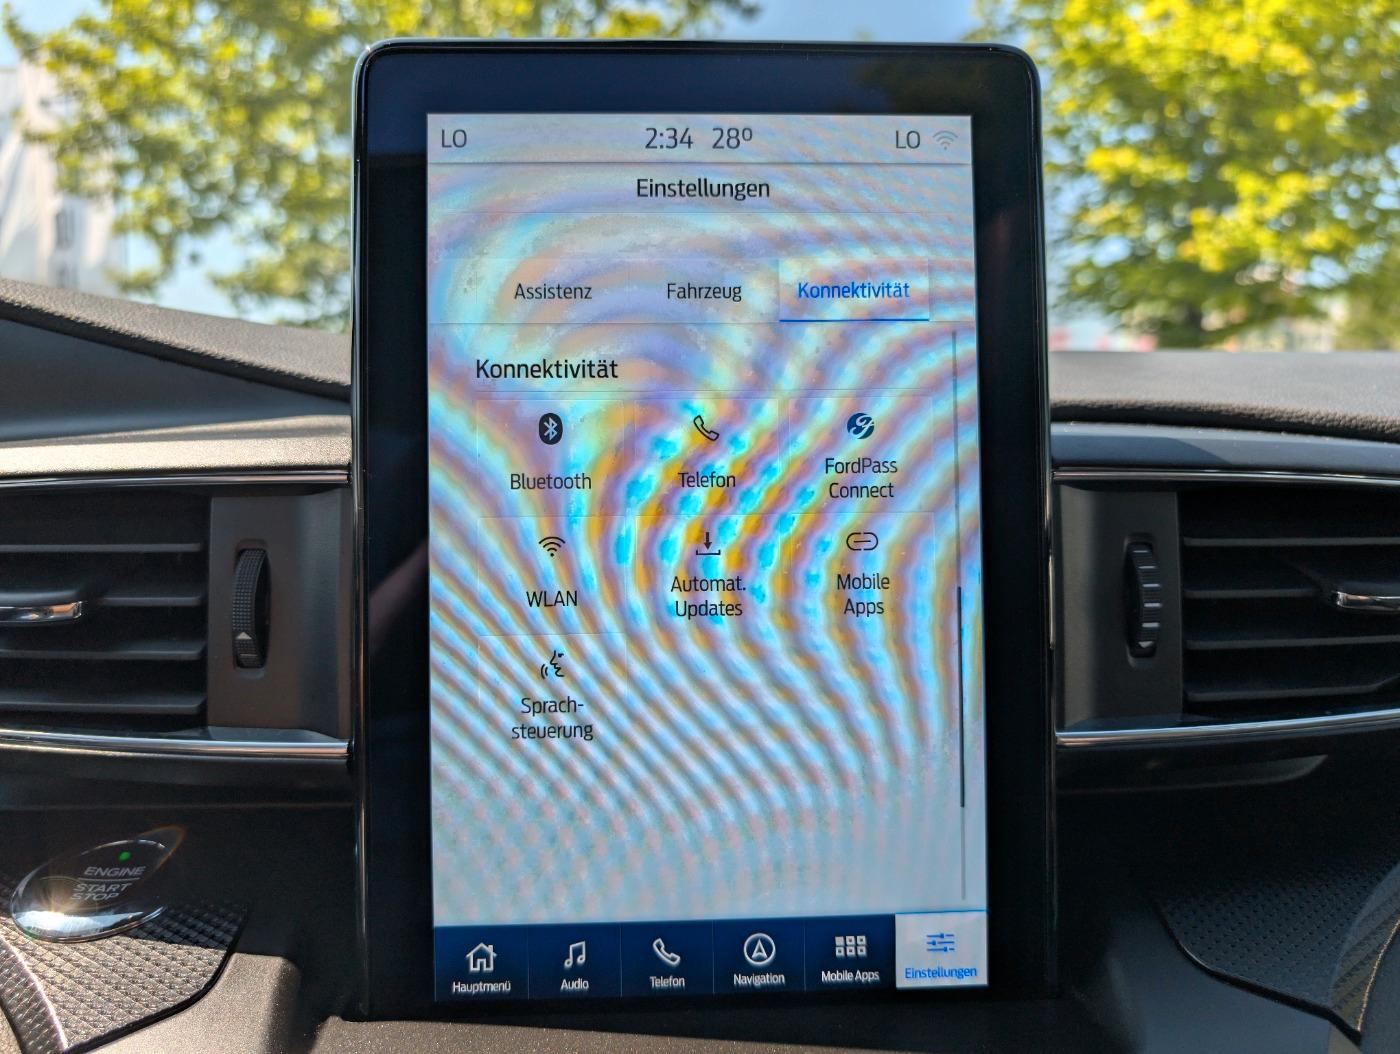 LO 2:34 28° LO
Einstellungen
Assistenz Fahrzeug Konnektivität
Konnektivität
Bluetooth Telefon FordPass
Connect
WLAN Automat.
Updates Mobile
Apps
Sprach-
steuerung
Hauptmenü Audio Telefon Navigation Mobile Apps Einstellungen
ENGINE
START
STOP